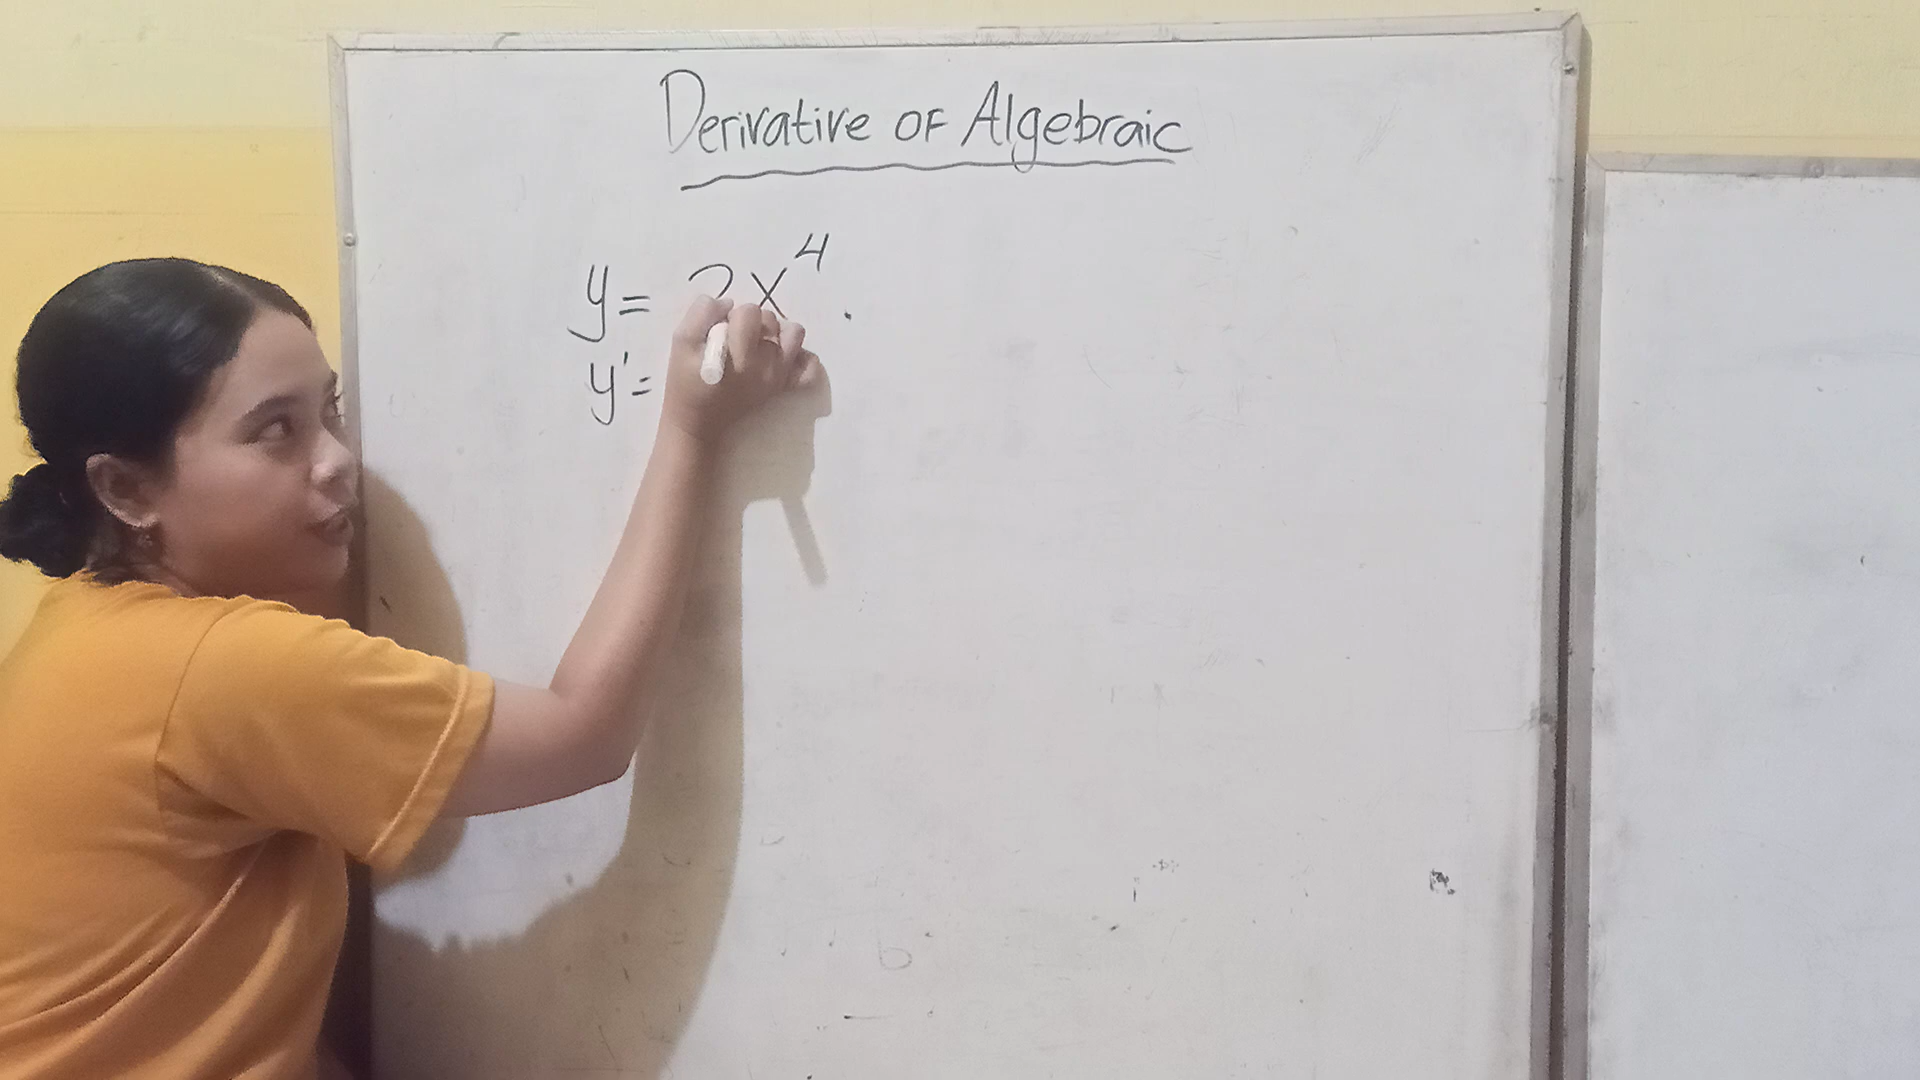 Derivative OF Algebraic
y = 2x⁴.
y' =